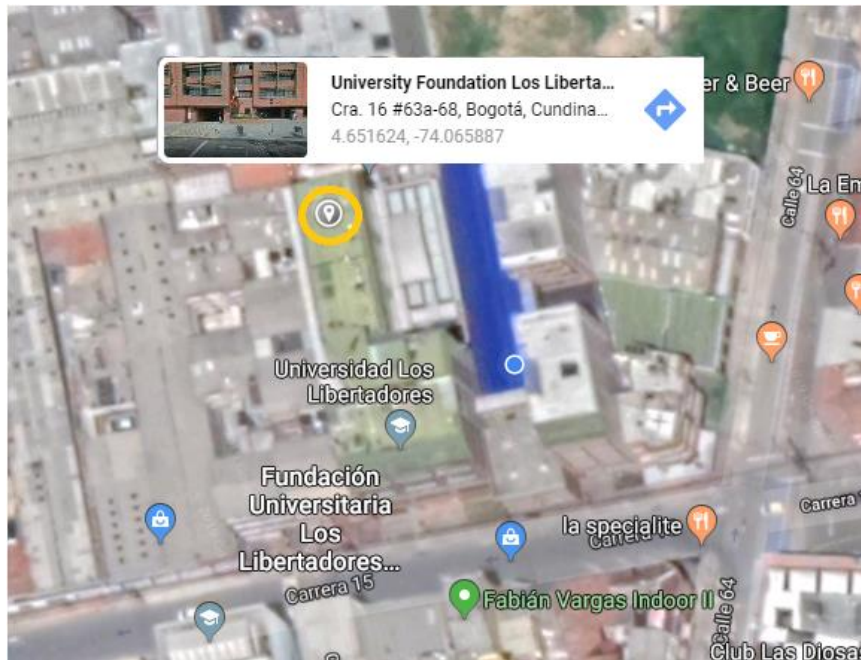 University Foundation Los Liberta...
Cra. 16 #63a-68, Bogotá, Cundina...
4.651624, -74.065887
er & Beer
Calle 64
La Em
Universidad Los
Libertadores
Fundación
Universitaria
Los
Libertadores...
la specialite
Carrera
Carrera 15
Fabián Vargas Indoor II
Calle 64
Club Las Diosas